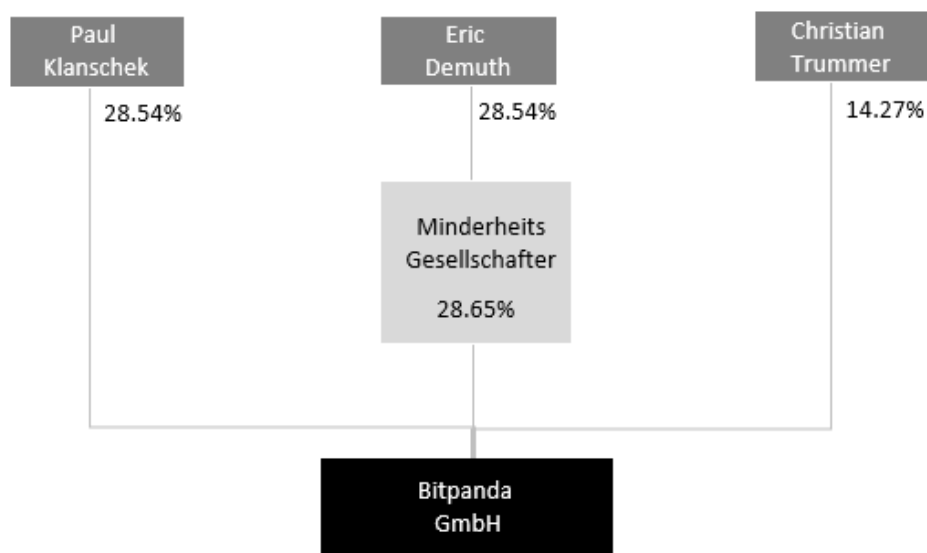 Paul
Klanschek
Eric
Demuth
Christian
Trummer
28.54%
28.54%
14.27%
Minderheits
Gesellschafter
28.65%
Bitpanda
GmbH